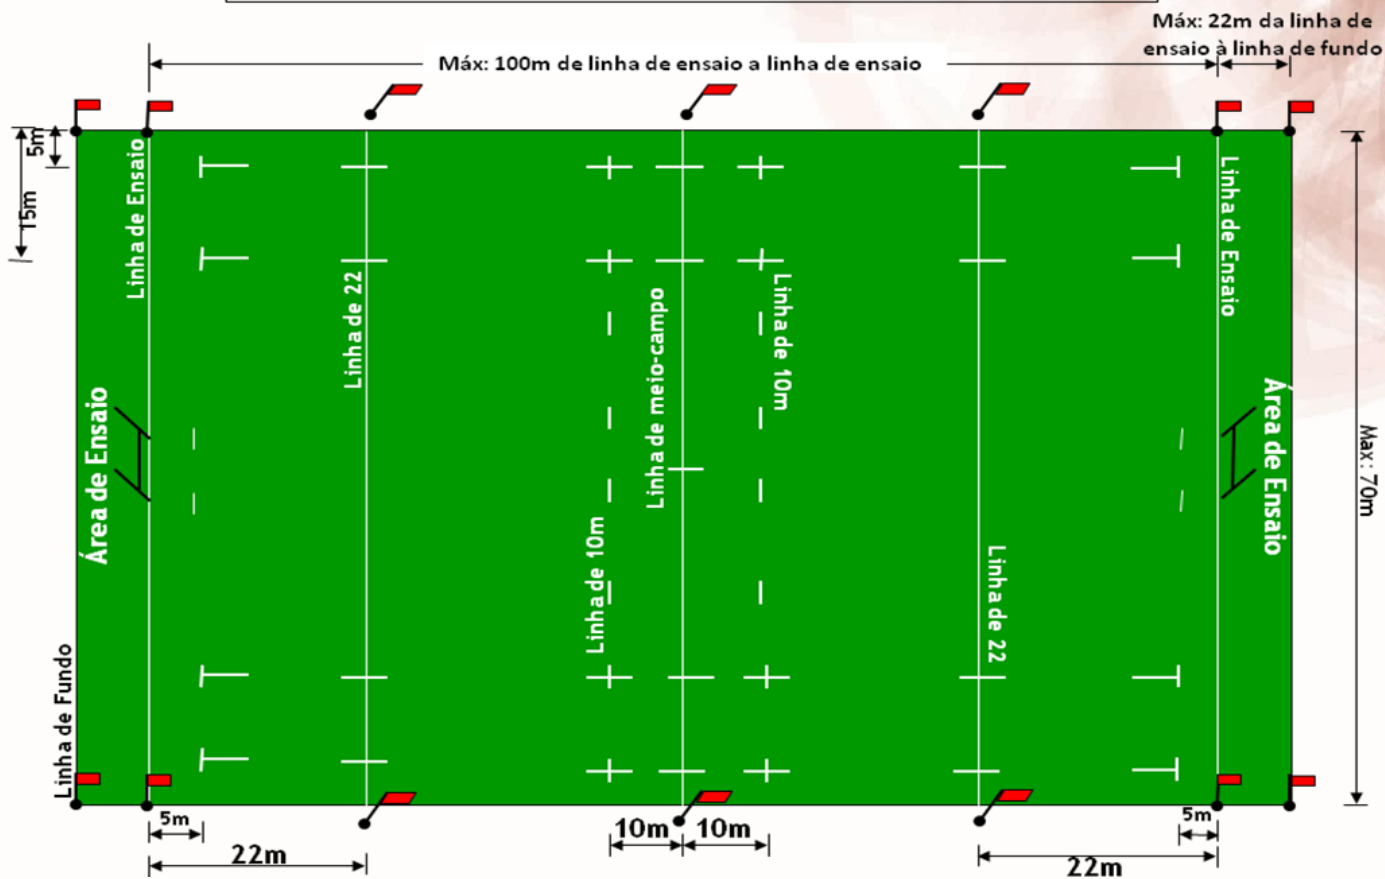 Máx: 22m da linha de
ensaio à linha de fundo
Máx: 100m de linha de ensaio a linha de ensaio
5m
15m
Linha de Ensaio
Linha de 22
Linha de meio-campo
Linha de 10m
Linha de Ensaio
Área de Ensaio
Área de Ensaio
Max: 70m
Linha de 10m
Linha de 22
Linha de Fundo
5m
22m
10m
10m
5m
22m